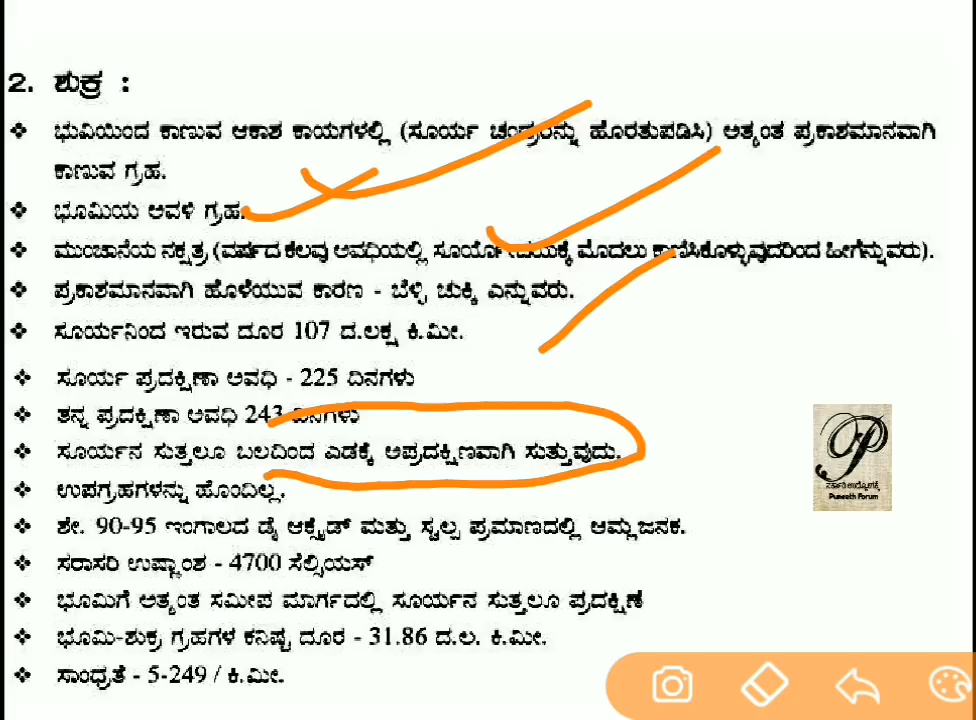 2. ಶುಕ್ರ :
❖ ಭುವಿಯಿಂದ ಕಾಣುವ ಆಕಾಶ ಕಾಯಗಳಲ್ಲಿ (ಸೂರ್ಯ ಚಂದ್ರರನ್ನು ಹೊರತುಪಡಿಸಿ) ಅತ್ಯಂತ ಪ್ರಕಾಶಮಾನವಾಗಿ
ಕಾಣುವ ಗ್ರಹ.
❖ ಭೂಮಿಯ ಅವಳಿ ಗ್ರಹ.
❖ ಮುಂಜಾನೆಯ ನಕ್ಷತ್ರ (ವರ್ಷದ ಕೆಲವು ಅವಧಿಯಲ್ಲಿ ಸೂರ್ಯೋದಯಕ್ಕೆ ಮೊದಲು ಕಾಣಿಸಿಕೊಳ್ಳುವುದರಿಂದ ಹೀಗೆನ್ನುವರು).
❖ ಪ್ರಕಾಶಮಾನವಾಗಿ ಹೊಳೆಯುವ ಕಾರಣ - ಬೆಳ್ಳಿ ಚುಕ್ಕಿ ಎನ್ನುವರು.
❖ ಸೂರ್ಯನಿಂದ ಇರುವ ದೂರ 107 ದ.ಲಕ್ಷ ಕಿ.ಮೀ.
❖ ಸೂರ್ಯ ಪ್ರದಕ್ಷಿಣಾ ಅವಧಿ - 225 ದಿನಗಳು
❖ ತನ್ನ ಪ್ರದಕ್ಷಿಣಾ ಅವಧಿ 243 ದಿನಗಳು
❖ ಸೂರ್ಯನ ಸುತ್ತಲೂ ಬಲದಿಂದ ಎಡಕ್ಕೆ ಅಪ್ರದಕ್ಷಿಣವಾಗಿ ಸುತ್ತುವುದು.
❖ ಉಪಗ್ರಹಗಳನ್ನು ಹೊಂದಿಲ್ಲ.
❖ ಶೇ. 90-95 ಇಂಗಾಲದ ಡೈ ಆಕ್ಸೈಡ್ ಮತ್ತು ಸ್ವಲ್ಪ ಪ್ರಮಾಣದಲ್ಲಿ ಆಮ್ಲಜನಕ.
❖ ಸರಾಸರಿ ಉಷ್ಣಾಂಶ - 4700 ಸೆಲ್ಸಿಯಸ್
❖ ಭೂಮಿಗೆ ಅತ್ಯಂತ ಸಮೀಪ ಮಾರ್ಗದಲ್ಲಿ ಸೂರ್ಯನ ಸುತ್ತಲೂ ಪ್ರದಕ್ಷಿಣೆ
❖ ಭೂಮಿ-ಶುಕ್ರ ಗ್ರಹಗಳ ಕನಿಷ್ಟ ದೂರ - 31.86 ದ.ಲ. ಕಿ.ಮೀ.
❖ ಸಾಂಧ್ರತೆ - 5-249 / ಕಿ.ಮೀ.
P
Puneeth Forum